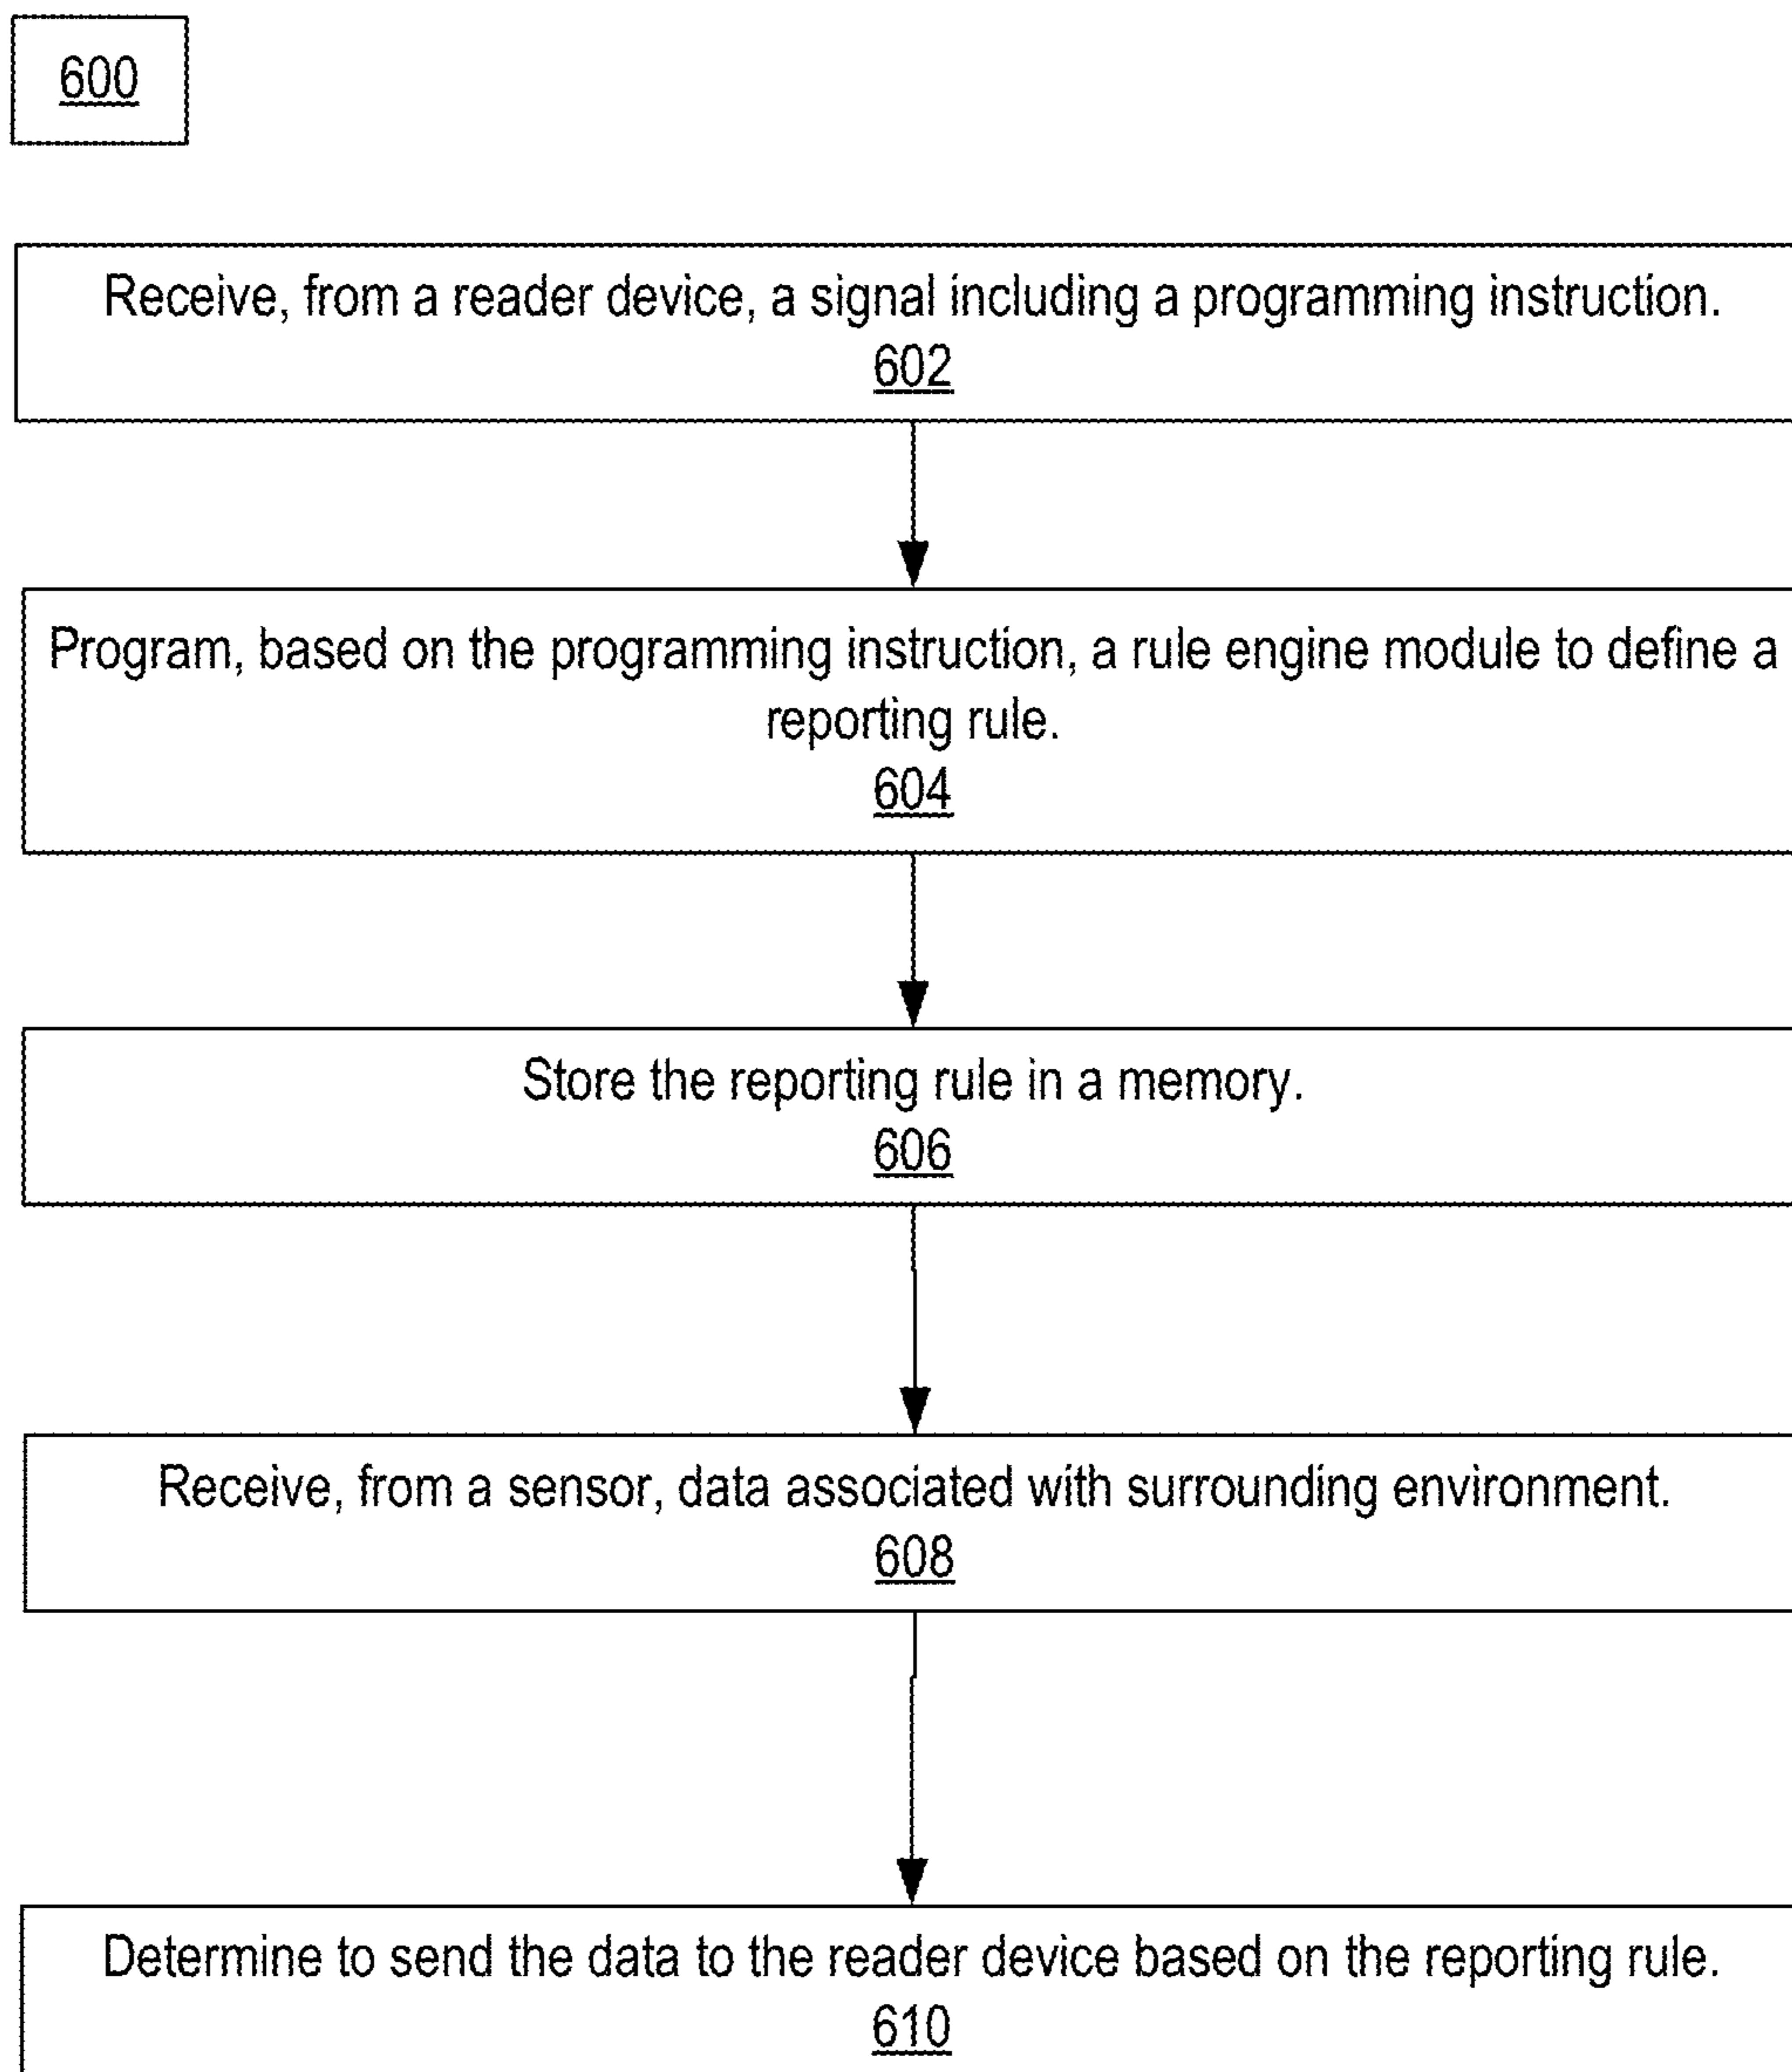 600
Receive, from a reader device, a signal including a programming instruction.
602
Program, based on the programming instruction, a rule engine module to define a
reporting rule.
604
Store the reporting rule in a memory.
606
Receive, from a sensor, data associated with surrounding environment.
608
Determine to send the data to the reader device based on the reporting rule.
610